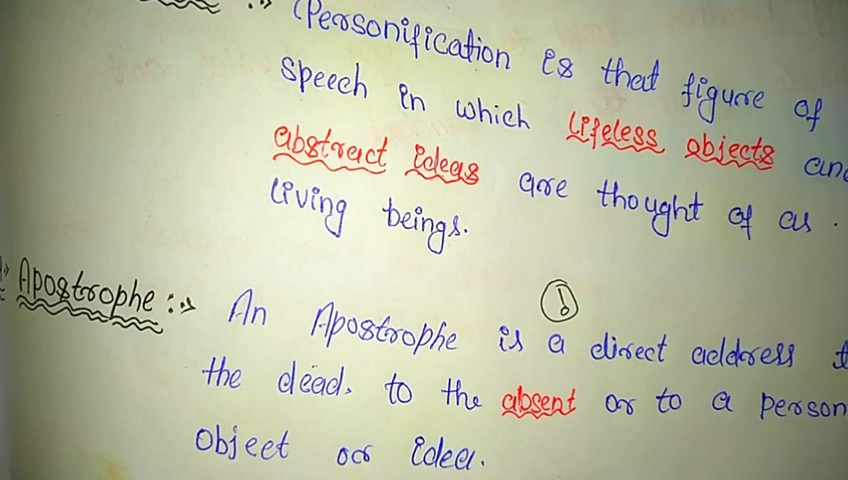 (Personification is that figure of
speech in which lifeless objects and
abstract ideas are thought of as
living beings.
Apostrophe :-
!
An Apostrophe is a direct address
the dead, to the absent or to a person
object or idea.